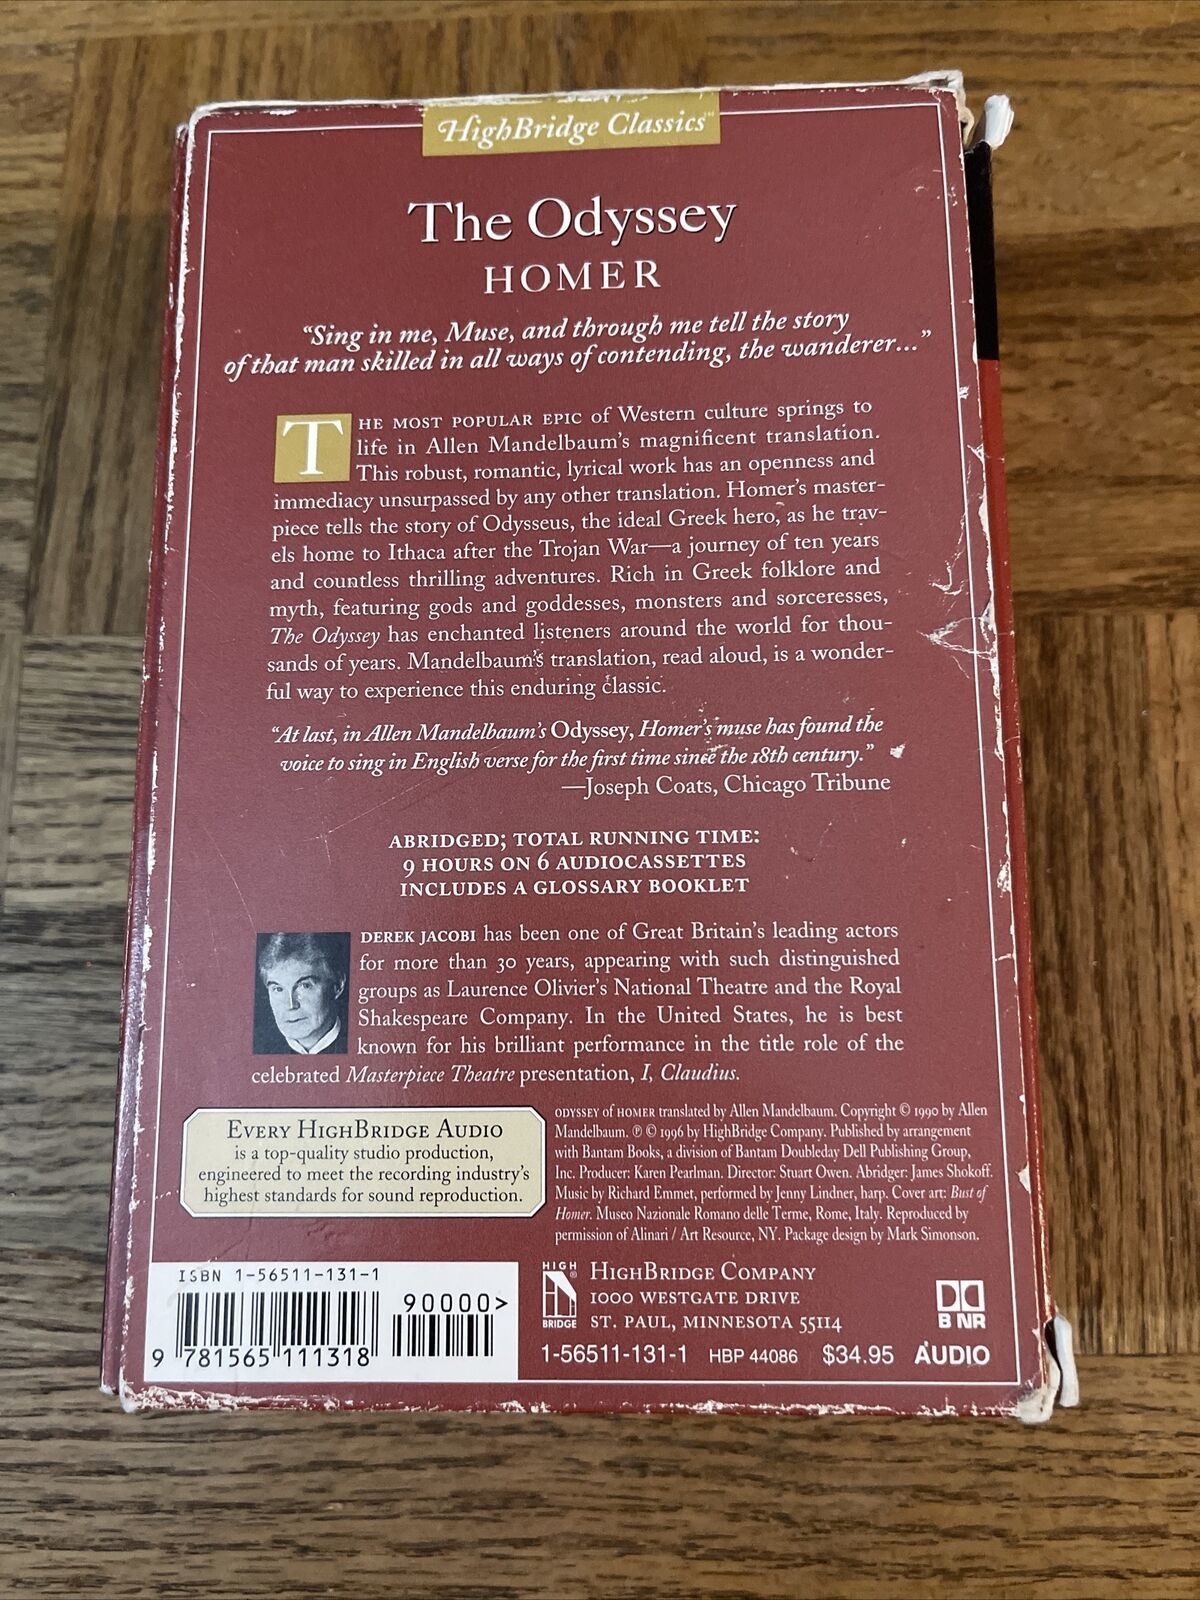 HighBridge Classics™
The Odyssey
HOMER
“Sing in me, Muse, and through me tell the story
of that man skilled in all ways of contending, the wanderer...”
THE MOST POPULAR EPIC of Western culture springs to
life in Allen Mandelbaum’s magnificent translation.
This robust, romantic, lyrical work has an openness and
immediacy unsurpassed by any other translation. Homer’s master-
piece tells the story of Odysseus, the ideal Greek hero, as he trav-
els home to Ithaca after the Trojan War—a journey of ten years
and countless thrilling adventures. Rich in Greek folklore and
myth, featuring gods and goddesses, monsters and sorceresses,
The Odyssey has enchanted listeners around the world for thou-
sands of years. Mandelbaum’s translation, read aloud, is a wonder-
ful way to experience this enduring classic.
“At last, in Allen Mandelbaum’s Odyssey, Homer’s muse has found the
voice to sing in English verse for the first time since the 18th century.”
—Joseph Coats, Chicago Tribune
ABRIDGED; TOTAL RUNNING TIME:
9 HOURS ON 6 AUDIOCASSETTES
INCLUDES A GLOSSARY BOOKLET
DEREK JACOBI has been one of Great Britain’s leading actors
for more than 30 years, appearing with such distinguished
groups as Laurence Olivier’s National Theatre and the Royal
Shakespeare Company. In the United States, he is best
known for his brilliant performance in the title role of the
celebrated Masterpiece Theatre presentation, I, Claudius.
EVERY HIGHBRIDGE AUDIO
is a top-quality studio production,
engineered to meet the recording industry’s
highest standards for sound reproduction.
ODYSSEY of HOMER translated by Allen Mandelbaum. Copyright © 1990 by Allen
Mandelbaum. ℗ © 1996 by HighBridge Company. Published by arrangement
with Bantam Books, a division of Bantam Doubleday Dell Publishing Group,
Inc. Producer: Karen Pearlman. Director: Stuart Owen. Abridger: James Shokoff.
Music by Richard Emmet, performed by Jenny Lindner, harp. Cover art: Bust of
Homer. Museo Nazionale Romano delle Terme, Rome, Italy. Reproduced by
permission of Alinari / Art Resource, NY. Package design by Mark Simonson.
ISBN 1-56511-131-1
90000>
9 781565 111318
HIGH®
BRIDGE
HIGHBRIDGE COMPANY
1000 WESTGATE DRIVE
ST. PAUL, MINNESOTA 55114
B NR
1-56511-131-1 HBP 44086 $34.95 AUDIO